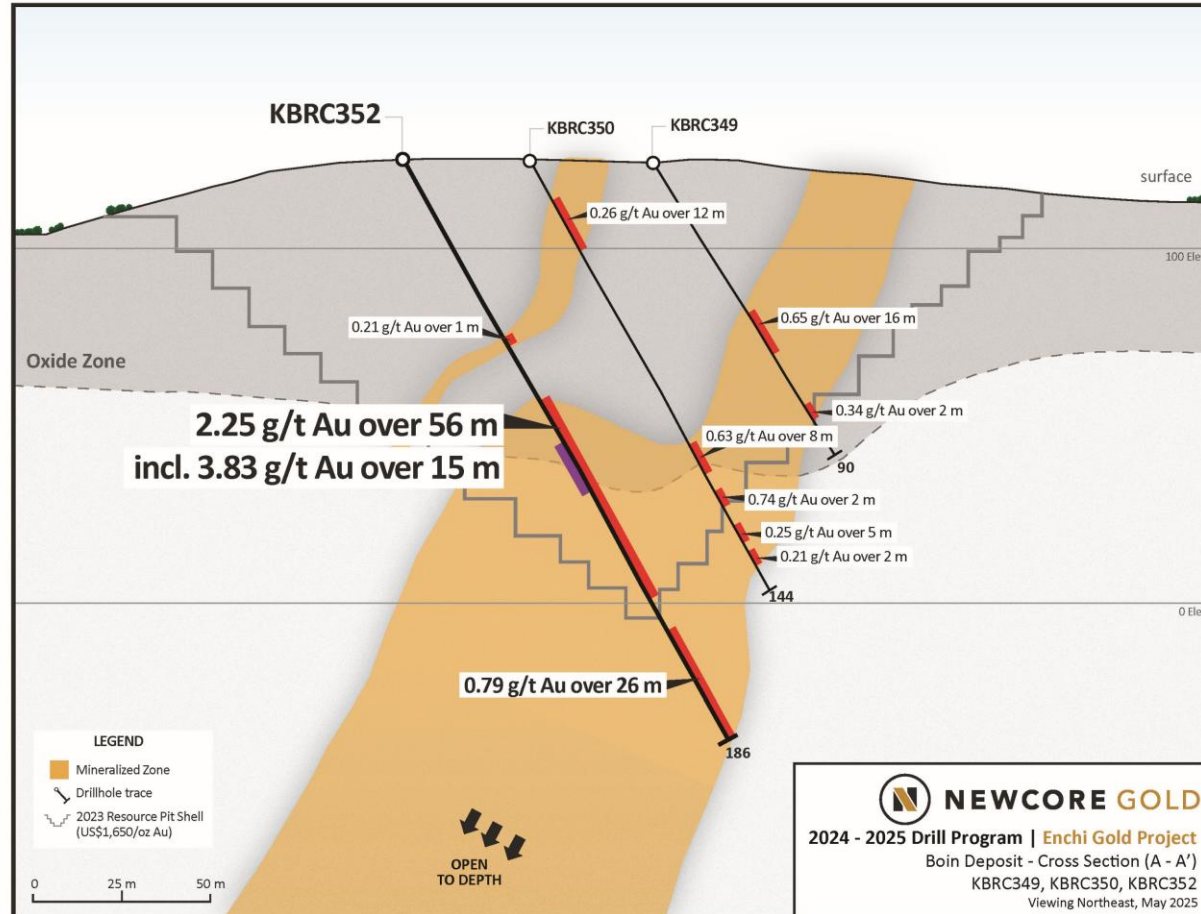 KBRC352
KBRC350
KBRC349
surface
0.26 g/t Au over 12 m
100 Ele
0.65 g/t Au over 16 m
0.21 g/t Au over 1 m
Oxide Zone
2.25 g/t Au over 56 m
incl. 3.83 g/t Au over 15 m
0.34 g/t Au over 2 m
0.63 g/t Au over 8 m
90
0.74 g/t Au over 2 m
0.25 g/t Au over 5 m
0.21 g/t Au over 2 m
144
0 Ele
0.79 g/t Au over 26 m
186
LEGEND
Mineralized Zone
Drillhole trace
2023 Resource Pit Shell
(US$1,650/oz Au)
0 25 m 50 m
OPEN
TO DEPTH
N NEWCORE GOLD
2024 - 2025 Drill Program | Enchi Gold Project
Boin Deposit - Cross Section (A - A’)
KBRC349, KBRC350, KBRC352
Viewing Northeast, May 2025